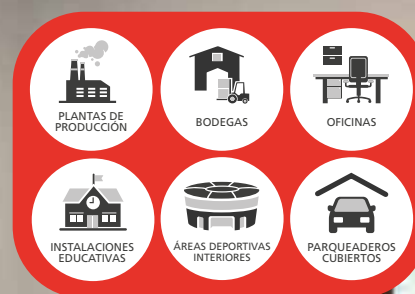 PLANTAS DE
PRODUCCIÓN
BODEGAS
OFICINAS
INSTALACIONES
EDUCATIVAS
ÁREAS DEPORTIVAS
INTERIORES
PARQUEADEROS
CUBIERTOS